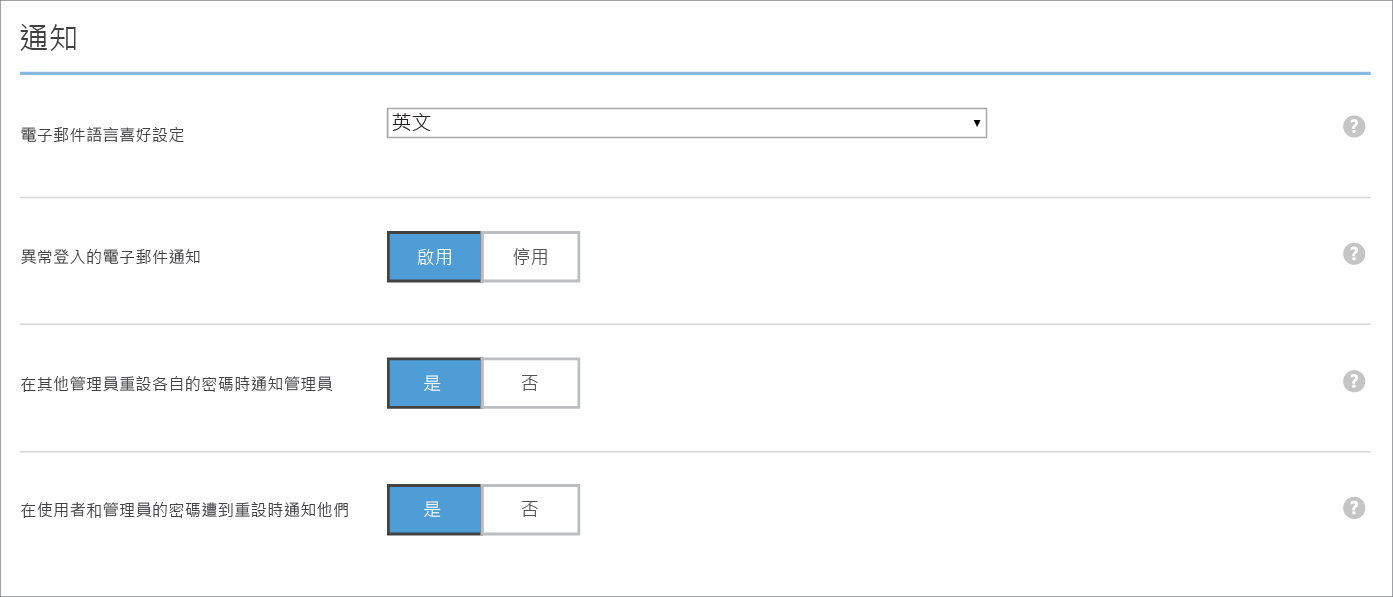 通知
電子郵件語言喜好設定
英文
異常登入的電子郵件通知
啟用
停用
在其他管理員重設各自的密碼時通知管理員
是
否
在使用者和管理員的密碼遭到重設時通知他們
是
否